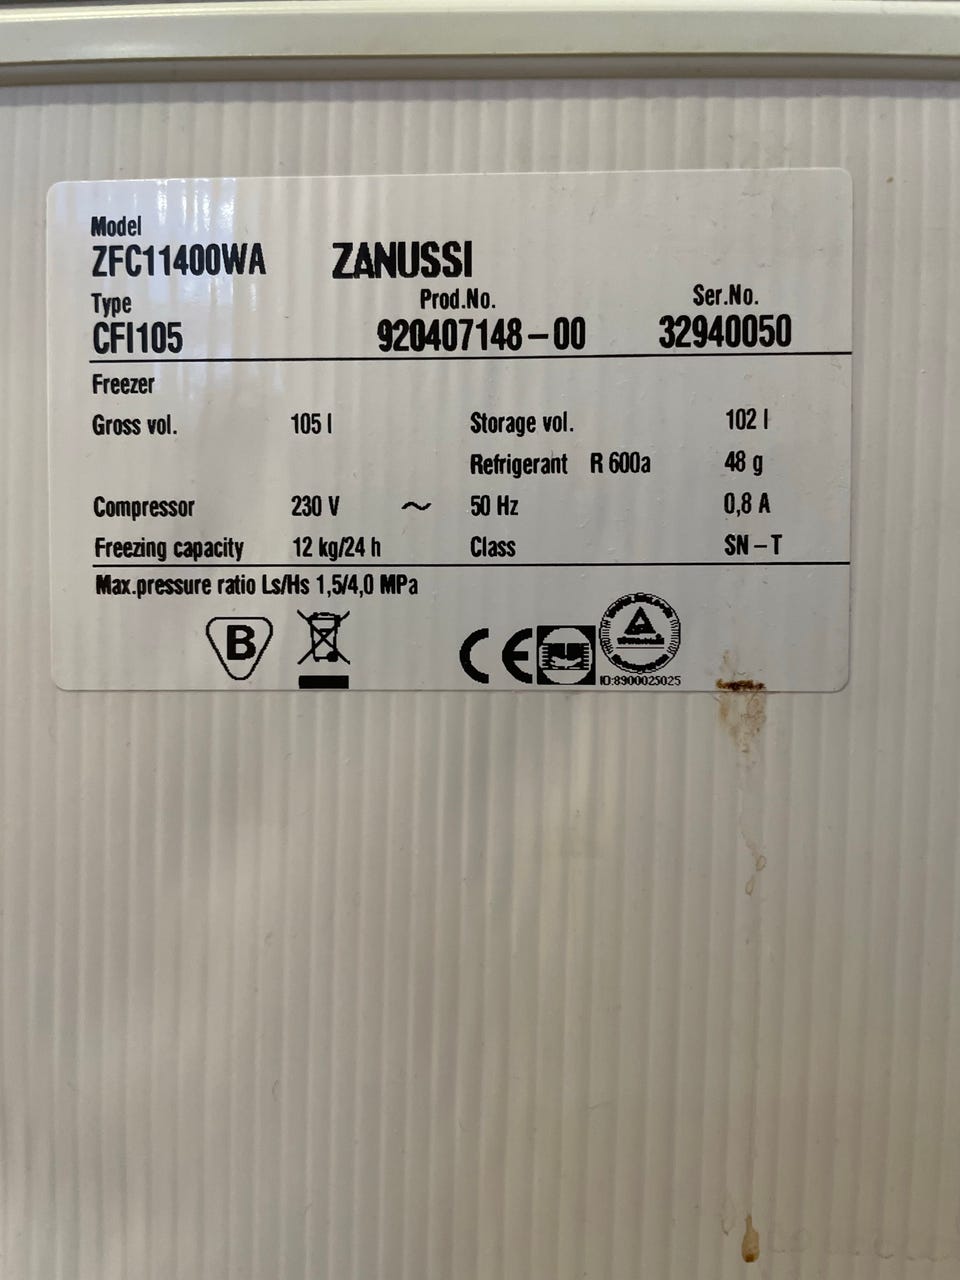 Model
ZFC11400WA ZANUSSI
Type Prod.No. Ser.No.
CFI105 920407148-00 32940050
Freezer
Gross vol. 105 l Storage vol. 102 l
Refrigerant R 600a 48 g
Compressor 230 V ~ 50 Hz 0,8 A
Freezing capacity 12 kg/24 h Class SN-T
Max.pressure ratio Ls/Hs 1,5/4,0 MPa
B CE
ID:8900025025